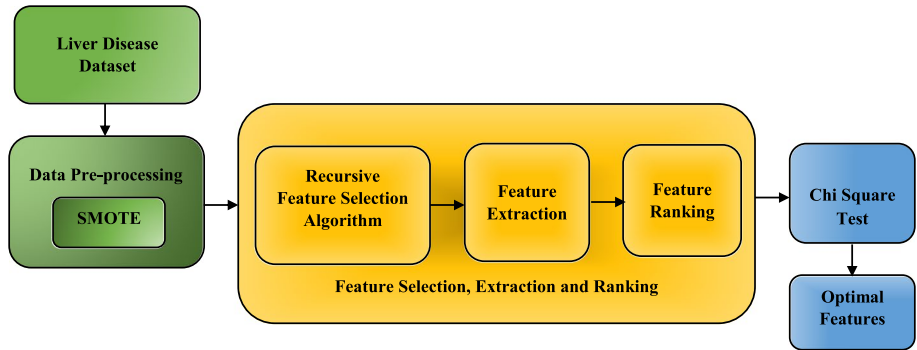 Liver Disease
Dataset
Data Pre-processing
SMOTE
Recursive
Feature Selection
Algorithm
Feature
Extraction
Feature
Ranking
Feature Selection, Extraction and Ranking
Chi Square
Test
Optimal
Features